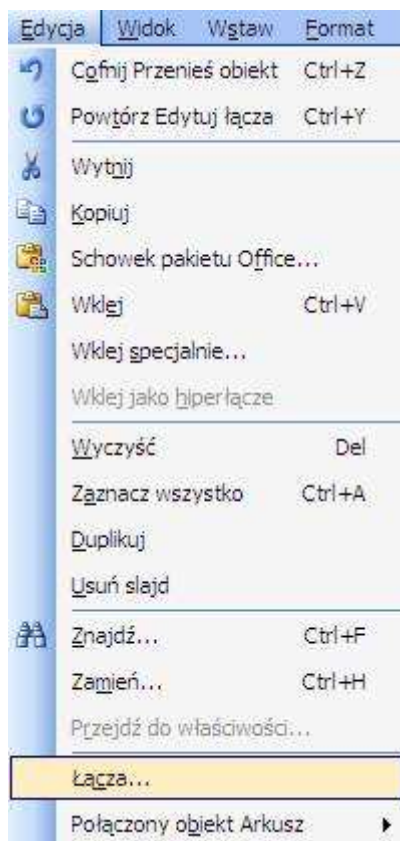 Edycja Widok Wstaw Format
Cofnij Przenieś obiekt Ctrl+Z
Powtórz Edytuj łącza Ctrl+Y
Wytnij
Kopiuj
Schowek pakietu Office...
Wklej Ctrl+V
Wklej specjalnie...
Wklej jako hiperłącze
Wyczyść Del
Zaznacz wszystko Ctrl+A
Duplikuj
Usuń slajd
Znajdź... Ctrl+F
Zamień... Ctrl+H
Przejdź do właściwości...
Łącza...
Połączony obiekt Arkusz